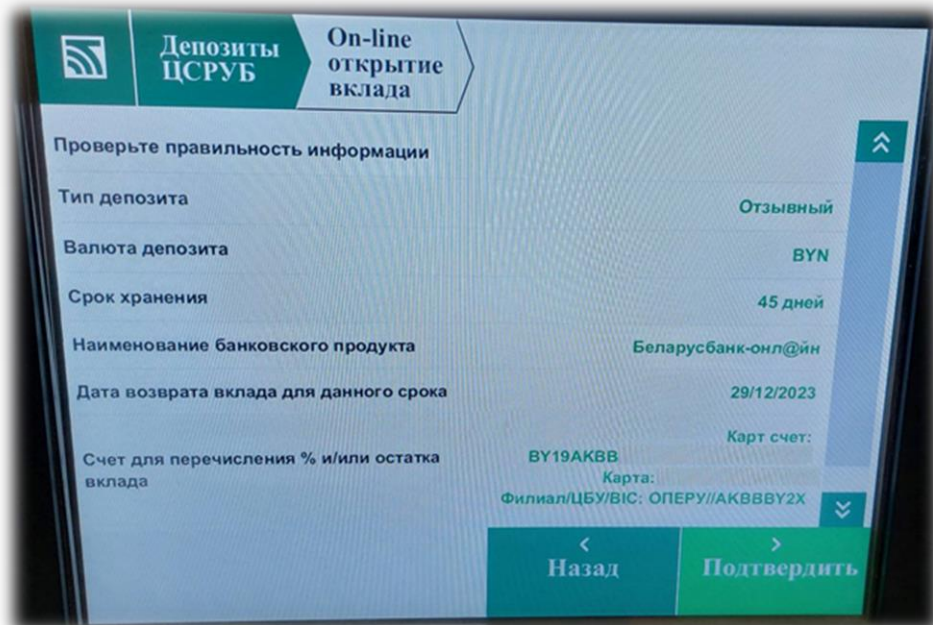 Депозиты
ЦСРУБ
On-line
открытие
вклада
Проверьте правильность информации
Тип депозита
Отзывный
Валюта депозита
BYN
Срок хранения
45 дней
Наименование банковского продукта
Беларусбанк-онл@йн
Дата возврата вклада для данного срока
29/12/2023
Счет для перечисления % и/или остатка
вклада
Карт счет:
BY19AKBB
Карта:
Филиал/ЦБУ/BIC: ОПЕРУ//AKBBBY2X
Назад
Подтвердить